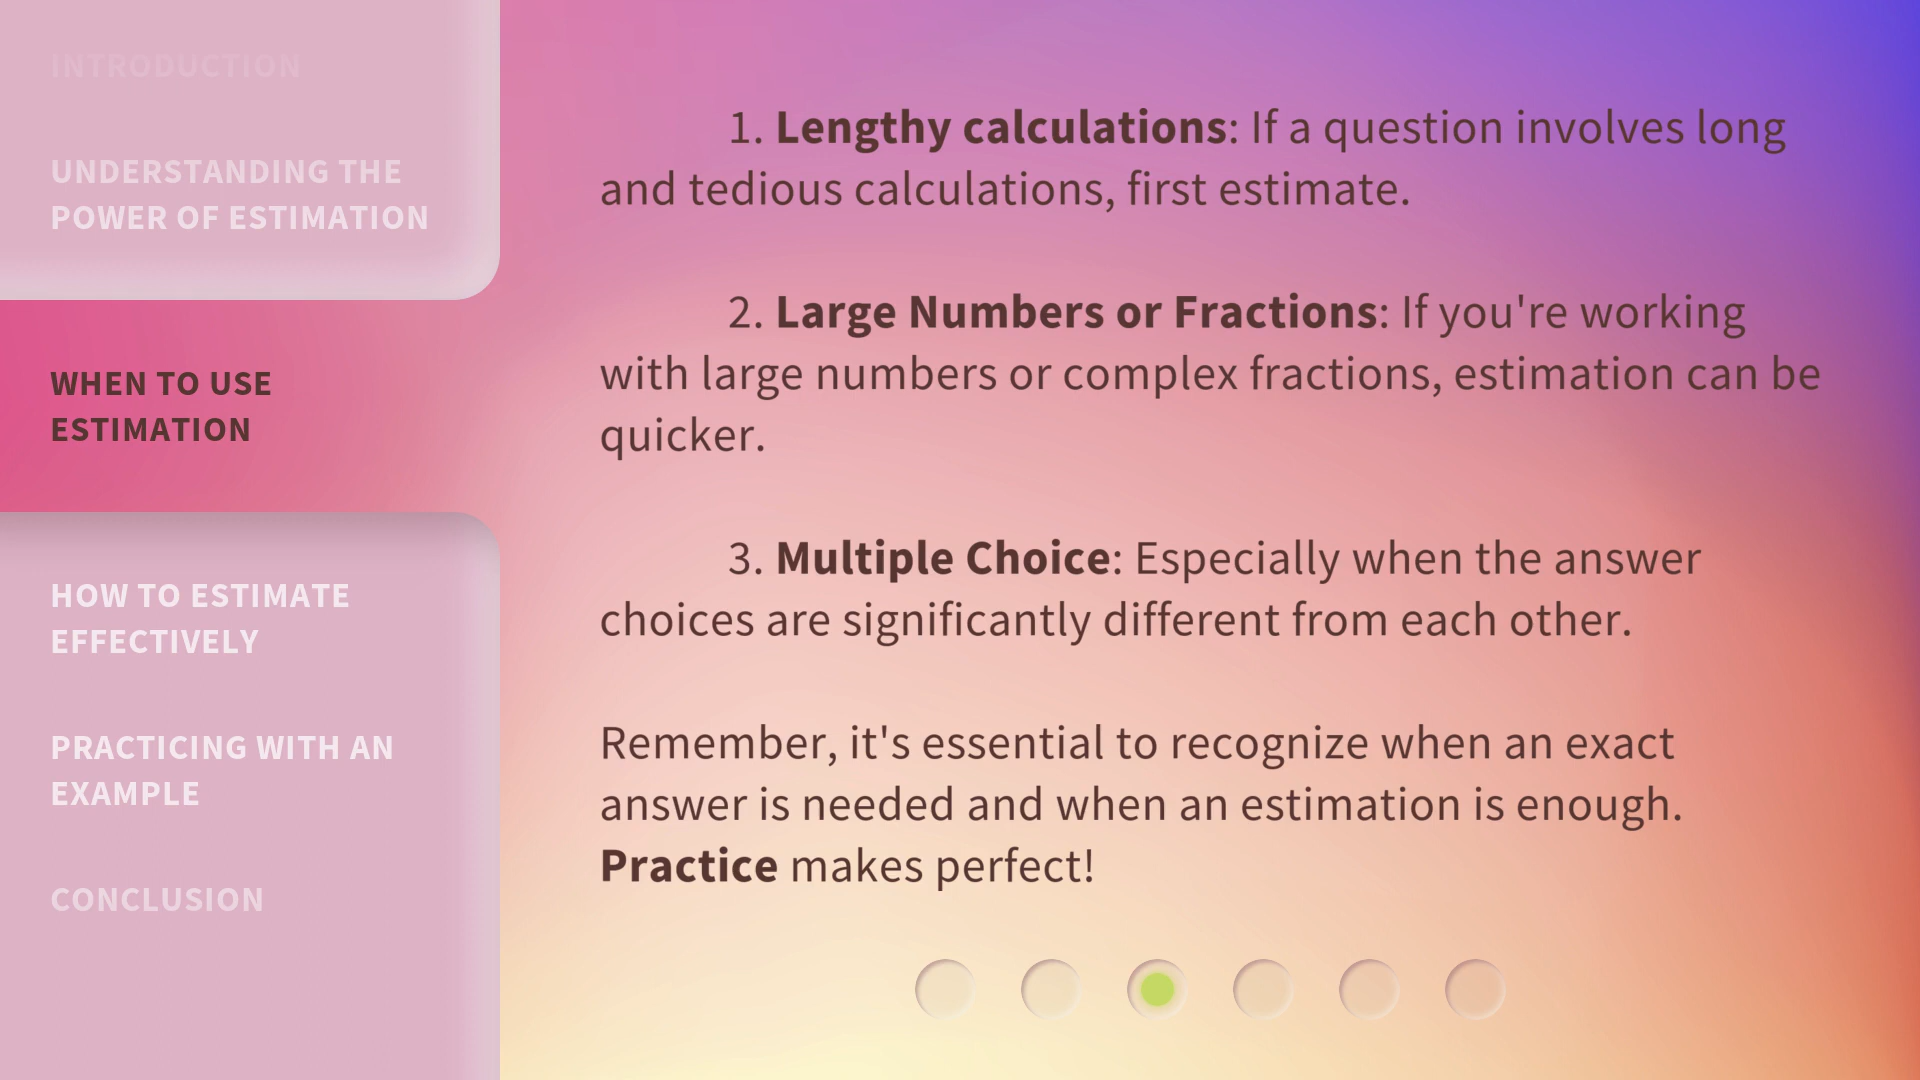 INTRODUCTION
UNDERSTANDING THE
POWER OF ESTIMATION
WHEN TO USE
ESTIMATION
HOW TO ESTIMATE
EFFECTIVELY
PRACTICING WITH AN
EXAMPLE
CONCLUSION
1. Lengthy calculations: If a question involves long
and tedious calculations, first estimate.
2. Large Numbers or Fractions: If you're working
with large numbers or complex fractions, estimation can be
quicker.
3. Multiple Choice: Especially when the answer
choices are significantly different from each other.
Remember, it's essential to recognize when an exact
answer is needed and when an estimation is enough.
Practice makes perfect!